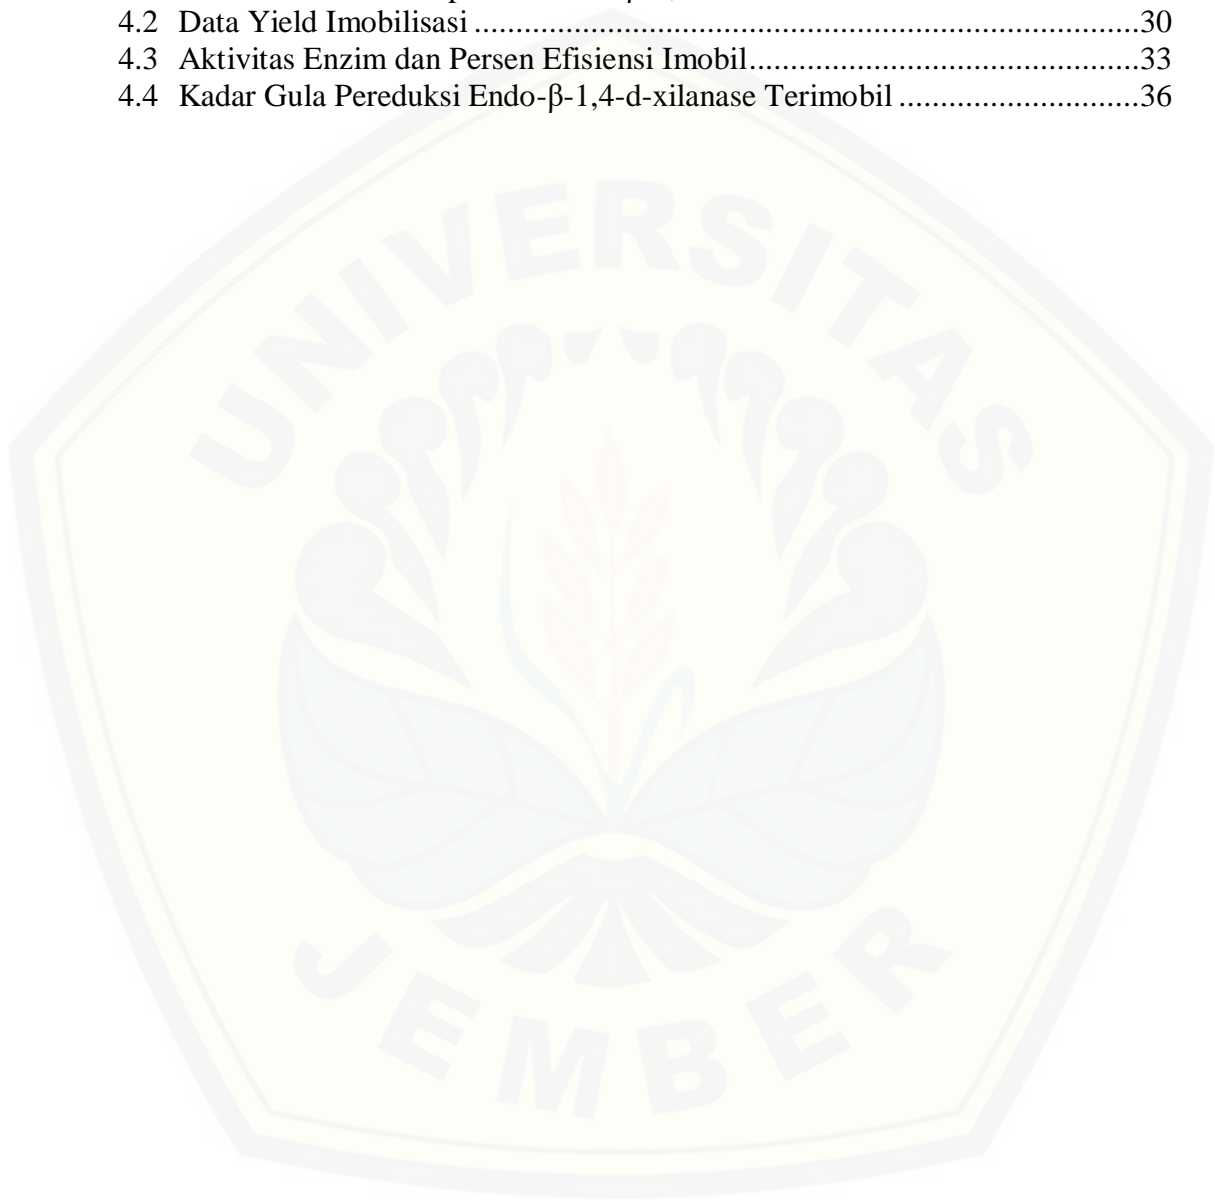 4.2 Data Yield Imobilisasi ................................................................................30
4.3 Aktivitas Enzim dan Persen Efisiensi Imobil...............................................33
4.4 Kadar Gula Pereduksi Endo-β-1,4-d-xilanase Terimobil .............................36
UNIVERSITAS
JEMBER